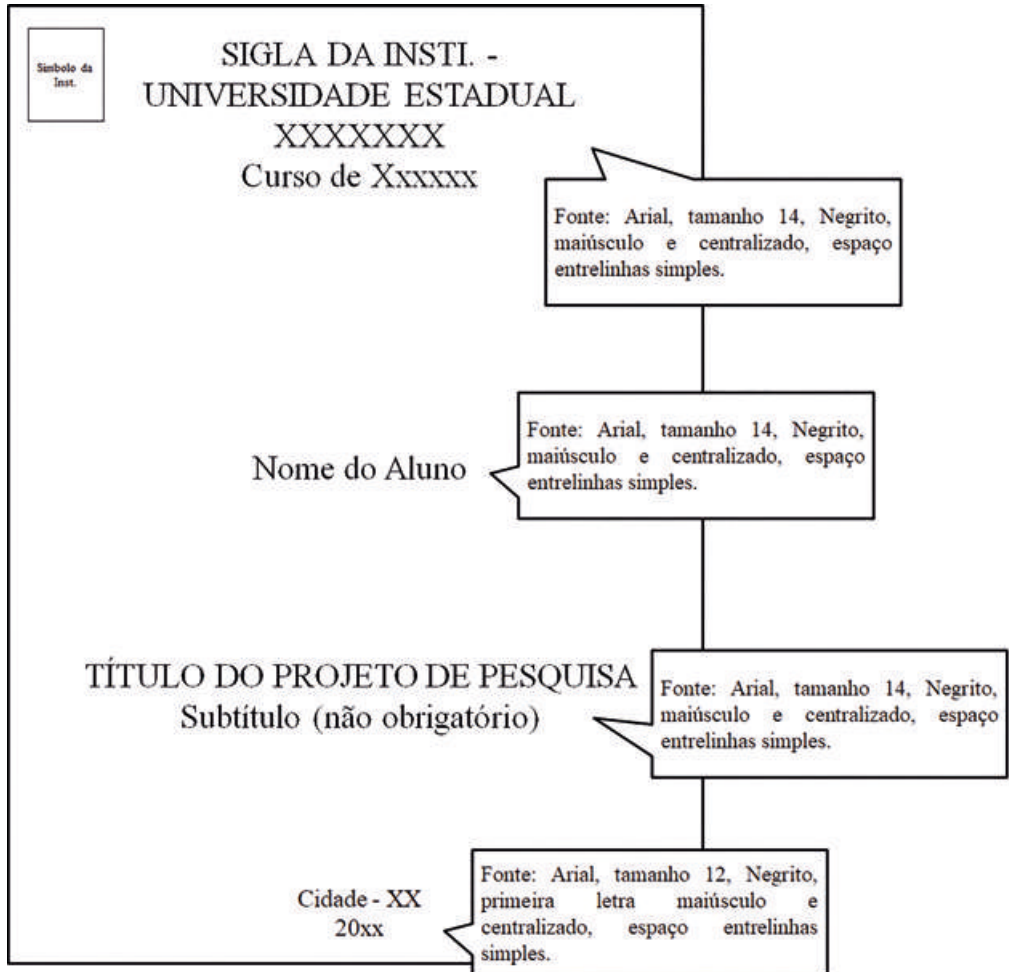 Símbolo da
Inst.
SIGLA DA INSTI. -
UNIVERSIDADE ESTADUAL
XXXXXXX
Curso de Xxxxxx
Fonte: Arial, tamanho 14, Negrito,
maiúsculo e centralizado, espaço
entrelinhas simples.
Nome do Aluno
Fonte: Arial, tamanho 14, Negrito,
maiúsculo e centralizado, espaço
entrelinhas simples.
TÍTULO DO PROJETO DE PESQUISA
Subtítulo (não obrigatório)
Fonte: Arial, tamanho 14, Negrito,
maiúsculo e centralizado, espaço
entrelinhas simples.
Cidade - XX
20xx
Fonte: Arial, tamanho 12, Negrito,
primeira letra maiúsculo e
centralizado, espaço entrelinhas
simples.